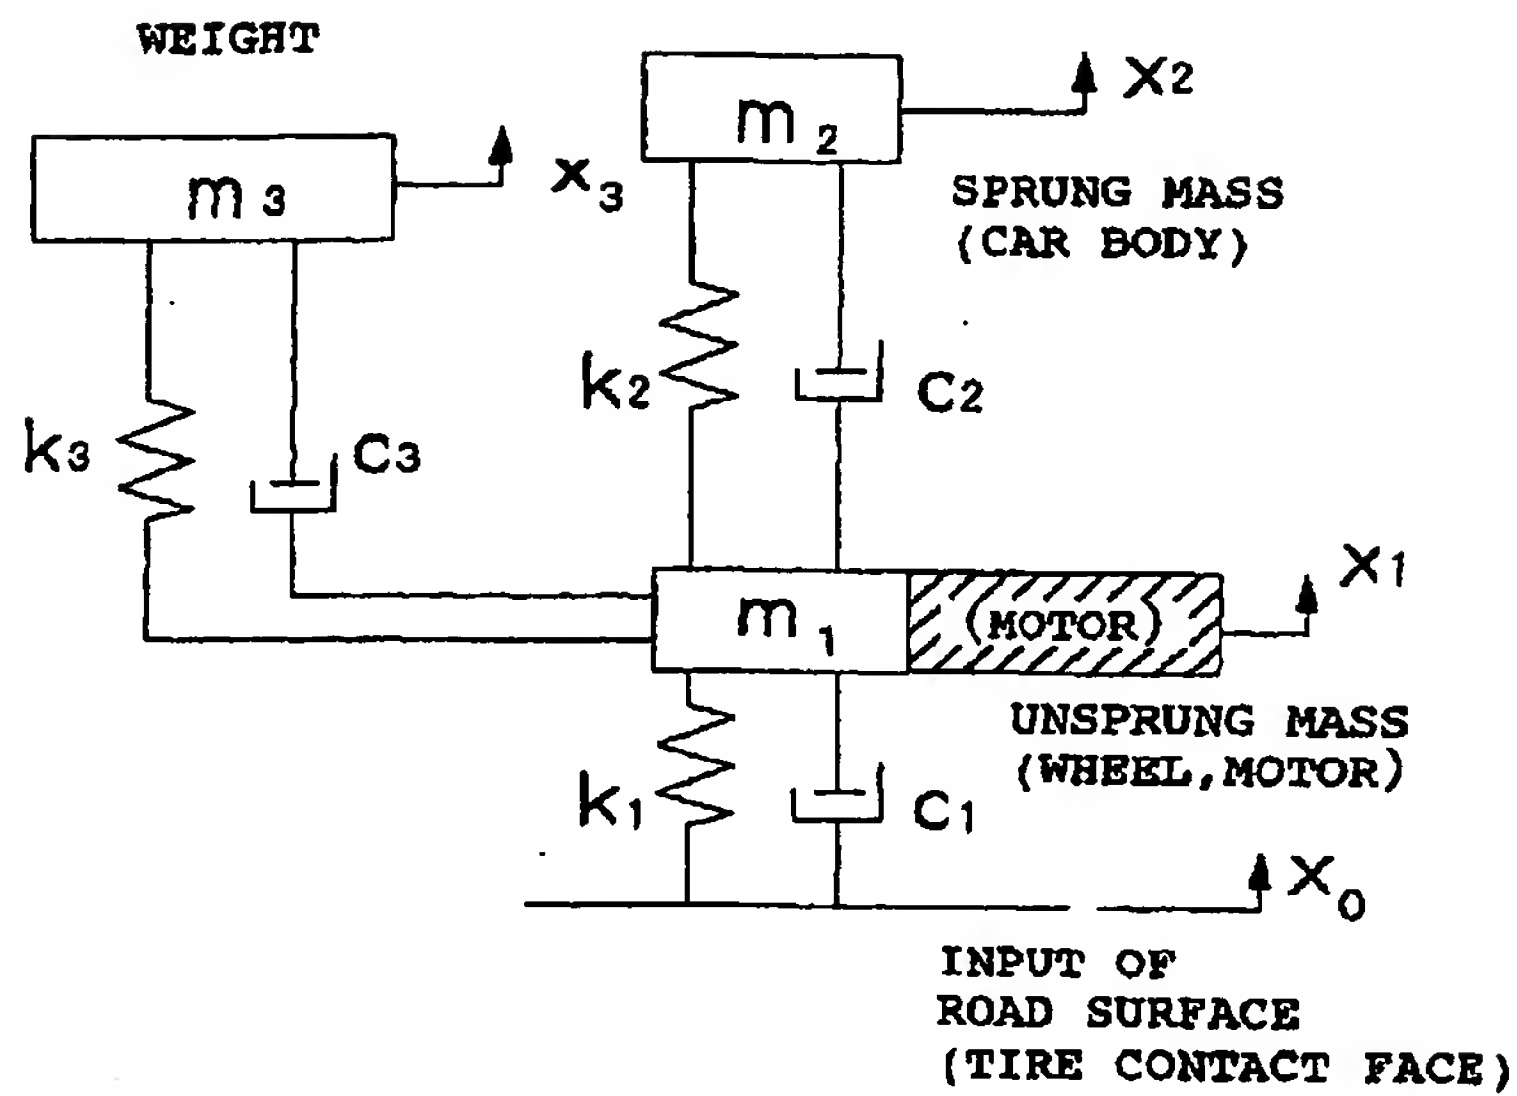 WEIGHT
m2
x2
m3
x3
SPRUNG MASS
(CAR BODY)
k2
C2
k3
C3
x1
m1
(MOTOR)
UNSPRUNG MASS
(WHEEL,MOTOR)
k1
C1
x0
INPUT OF
ROAD SURFACE
(TIRE CONTACT FACE)